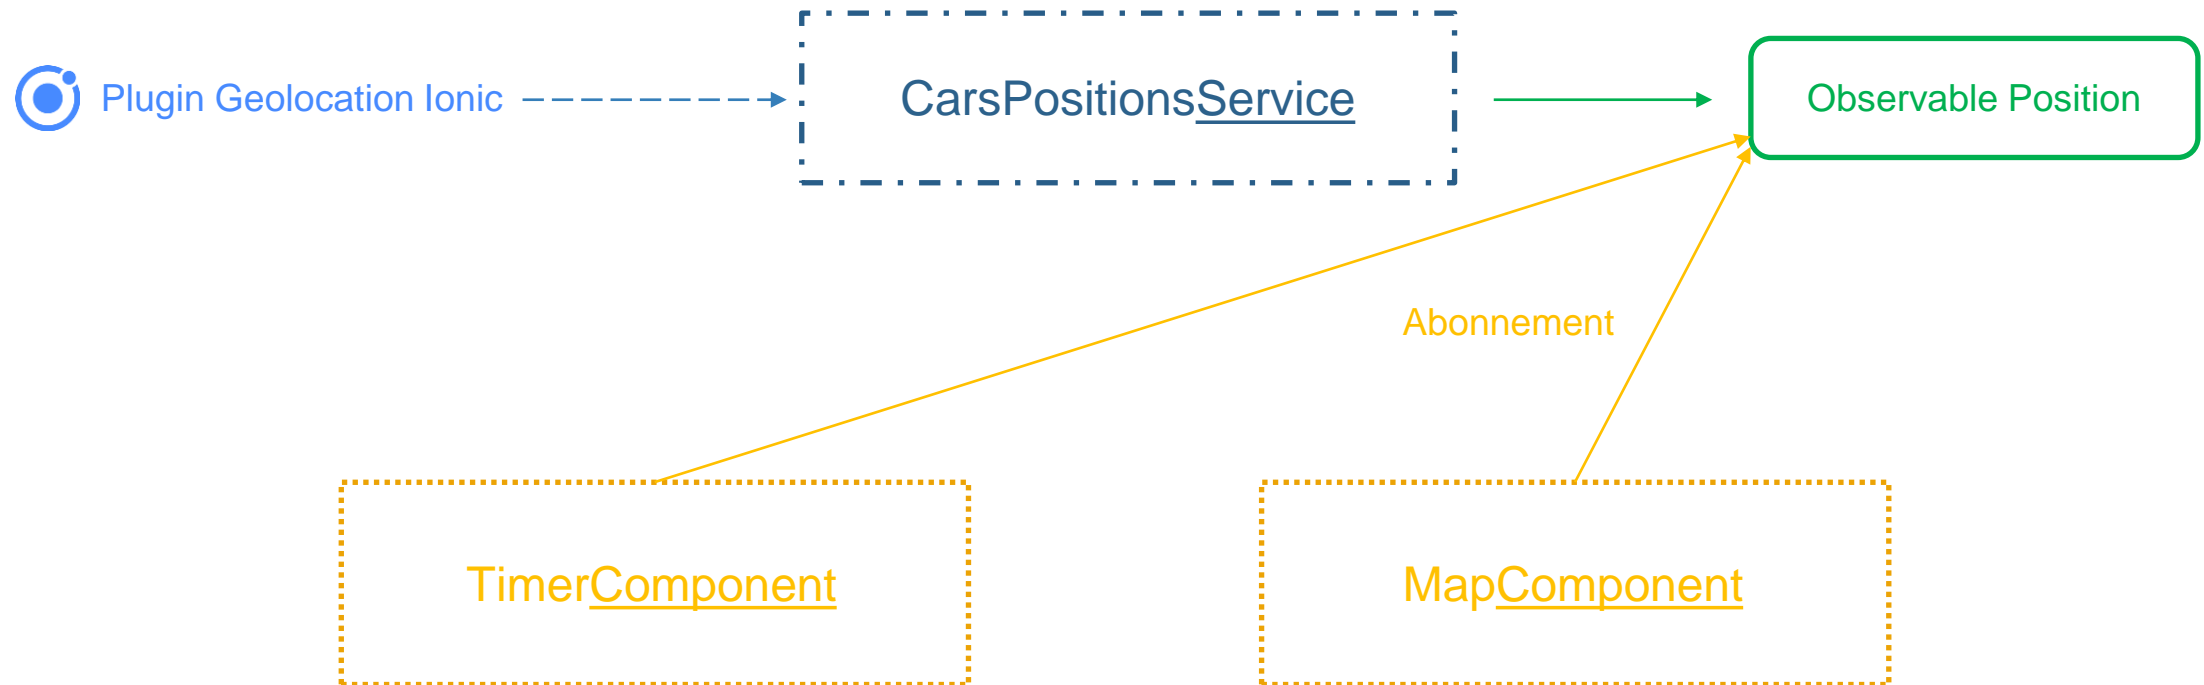 Plugin Geolocation Ionic
CarsPositionsService
Observable Position
Abonnement
TimerComponent
MapComponent